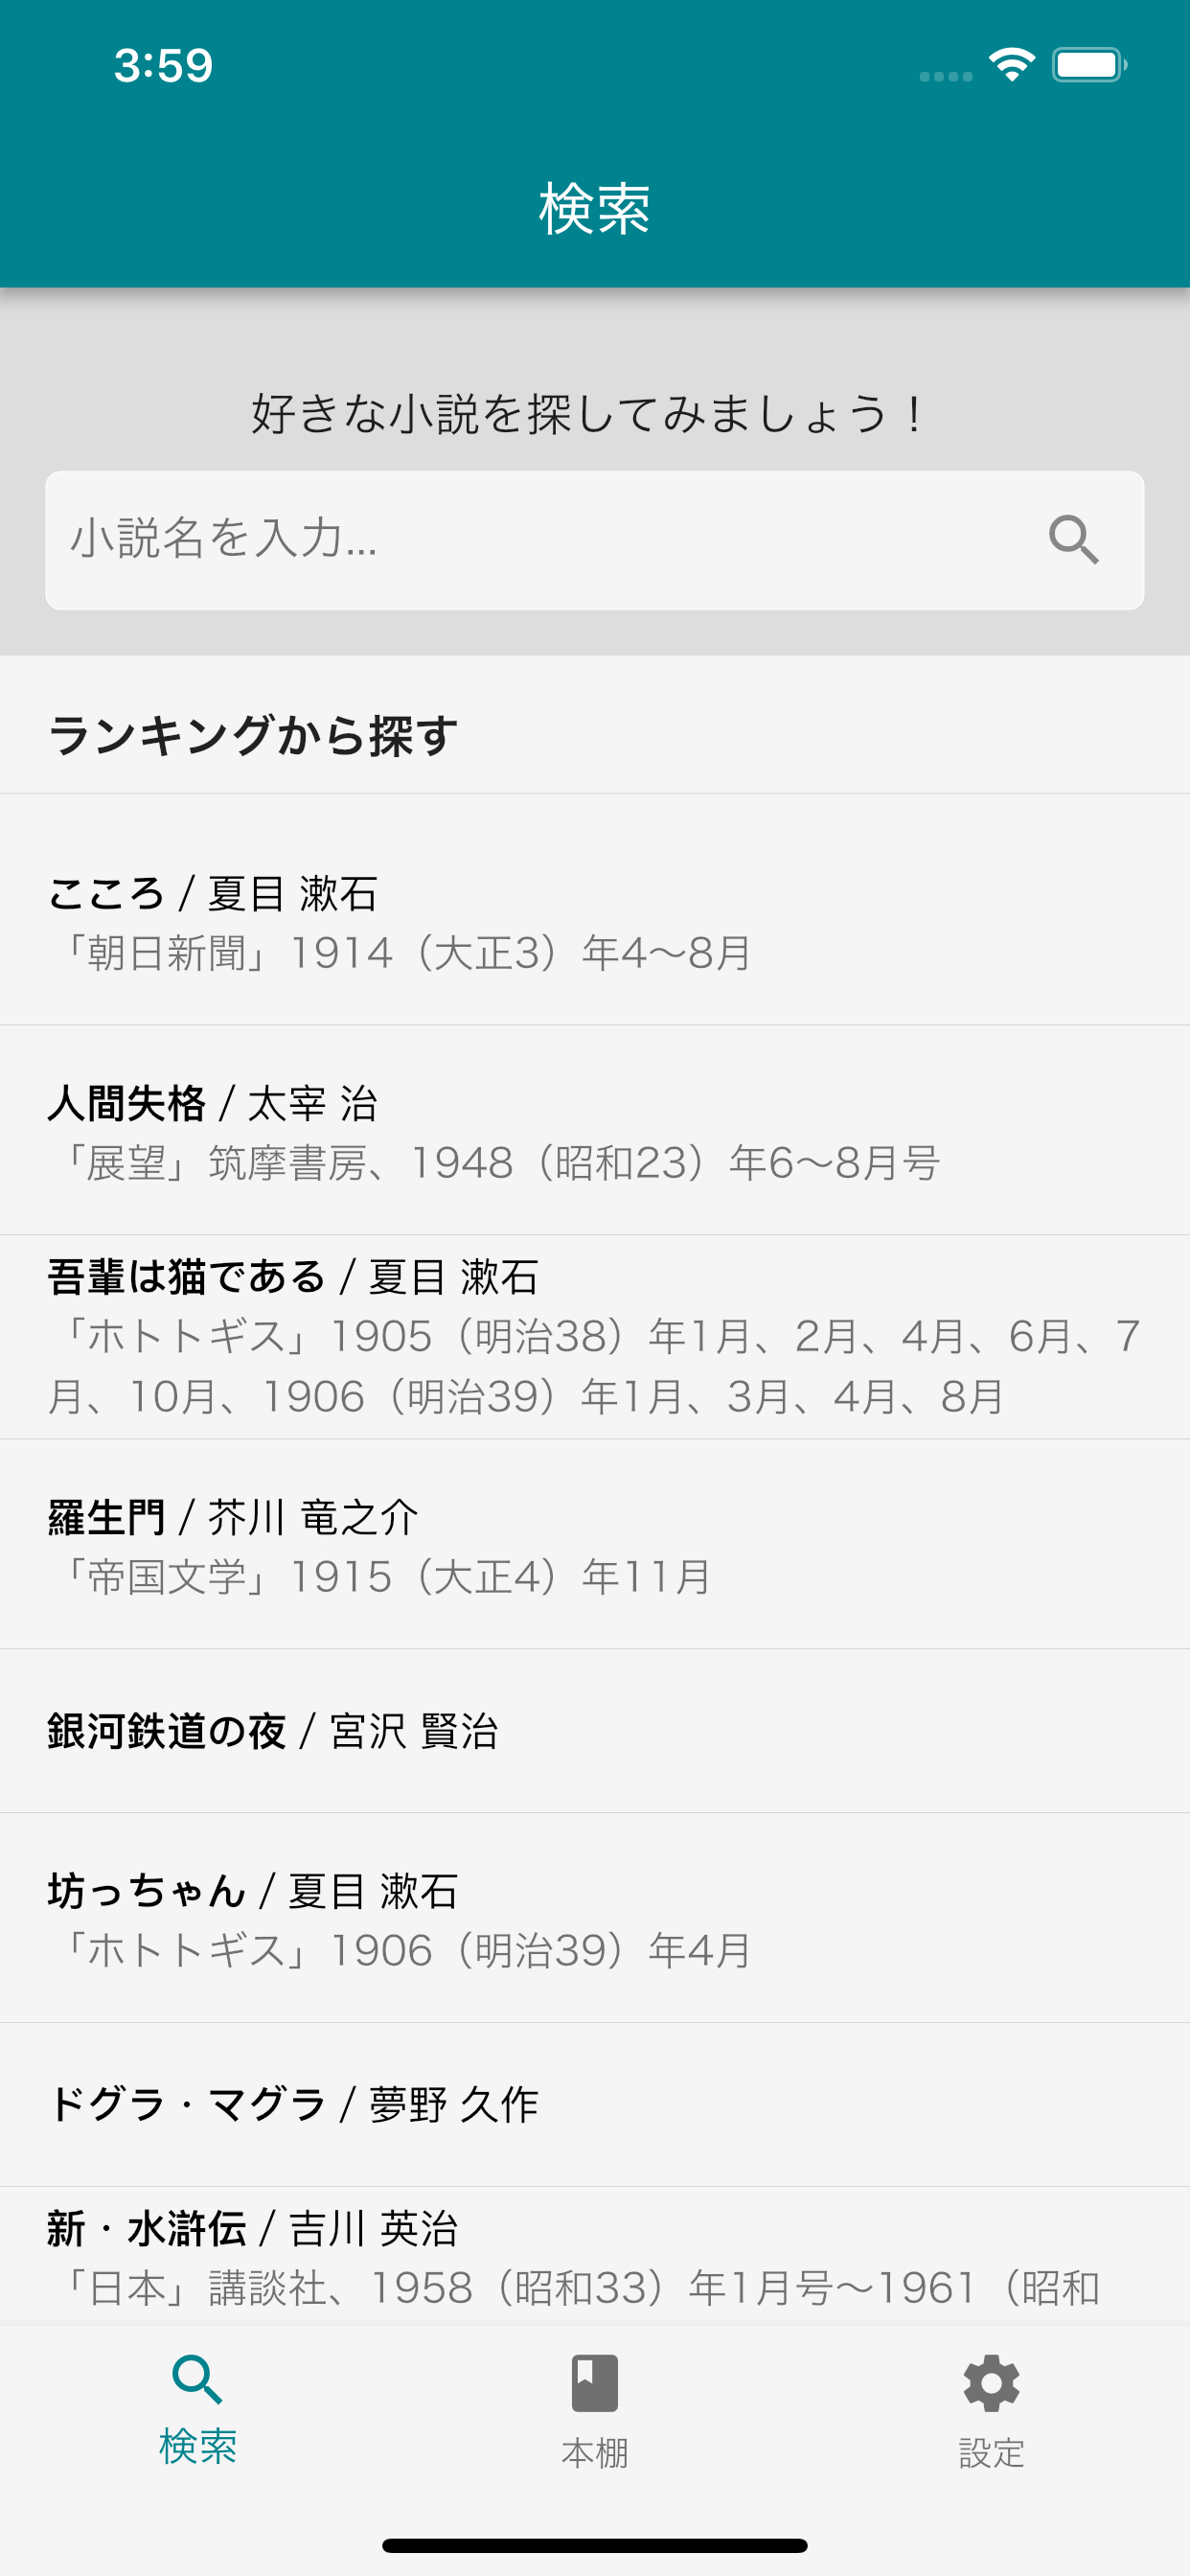 3:59
検索
好きな小説を探してみましょう！
小説名を入力...
ランキングから探す
こころ / 夏目 漱石
「朝日新聞」1914（大正3）年4〜8月
人間失格 / 太宰 治
「展望」筑摩書房、1948（昭和23）年6〜8月号
吾輩は猫である / 夏目 漱石
「ホトトギス」1905（明治38）年1月、2月、4月、6月、7
月、10月、1906（明治39）年1月、3月、4月、8月
羅生門 / 芥川 竜之介
「帝国文学」1915（大正4）年11月
銀河鉄道の夜 / 宮沢 賢治
坊っちゃん / 夏目 漱石
「ホトトギス」1906（明治39）年4月
ドグラ・マグラ / 夢野 久作
新・水滸伝 / 吉川 英治
「日本」講談社、1958（昭和33）年1月号〜1961（昭和
検索
本棚
設定